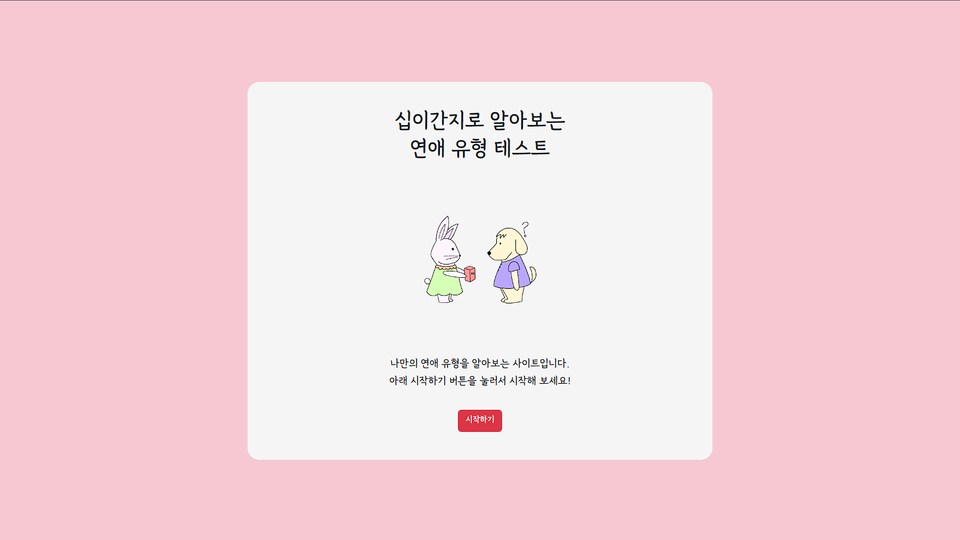 십이간지로 알아보는
연애 유형 테스트
?
나만의 연애 유형을 알아보는 사이트입니다.
아래 시작하기 버튼을 눌러서 시작해 보세요!
시작하기